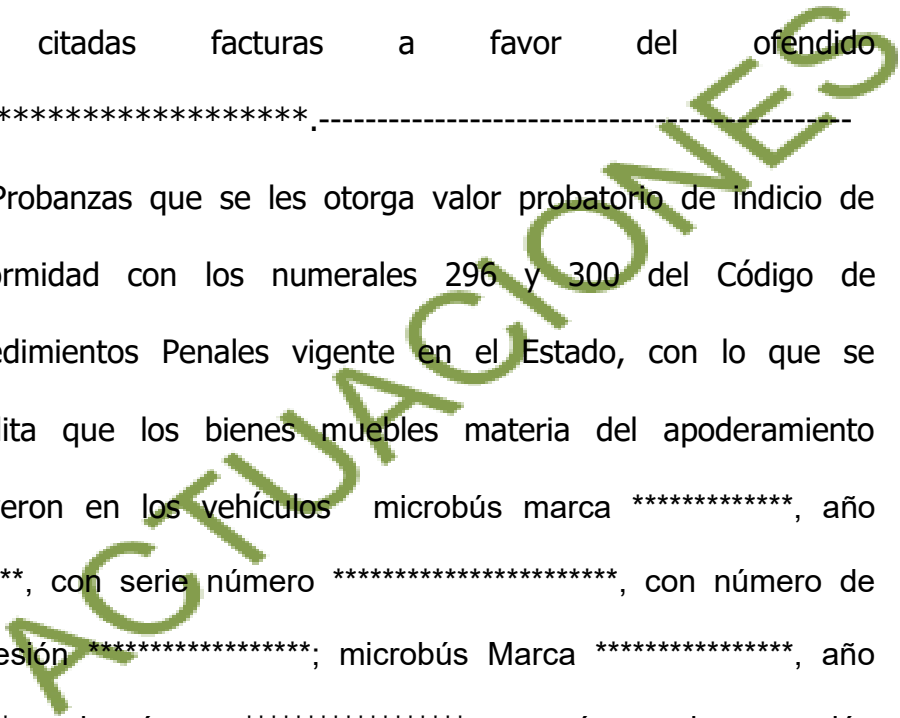 citadas facturas a favor del ofendido
******************.----------------------------------------------
Probanzas que se les otorga valor probatorio de indicio de
ormidad con los numerales 296 y 300 del Código de
edimientos Penales vigente en el Estado, con lo que se
lita que los bienes muebles materia del apoderamiento
eron en los vehículos microbús marca *************, año
**, con serie número ***********************, con número de
esión ******************; microbús Marca ****************, año
ACTUACIONES